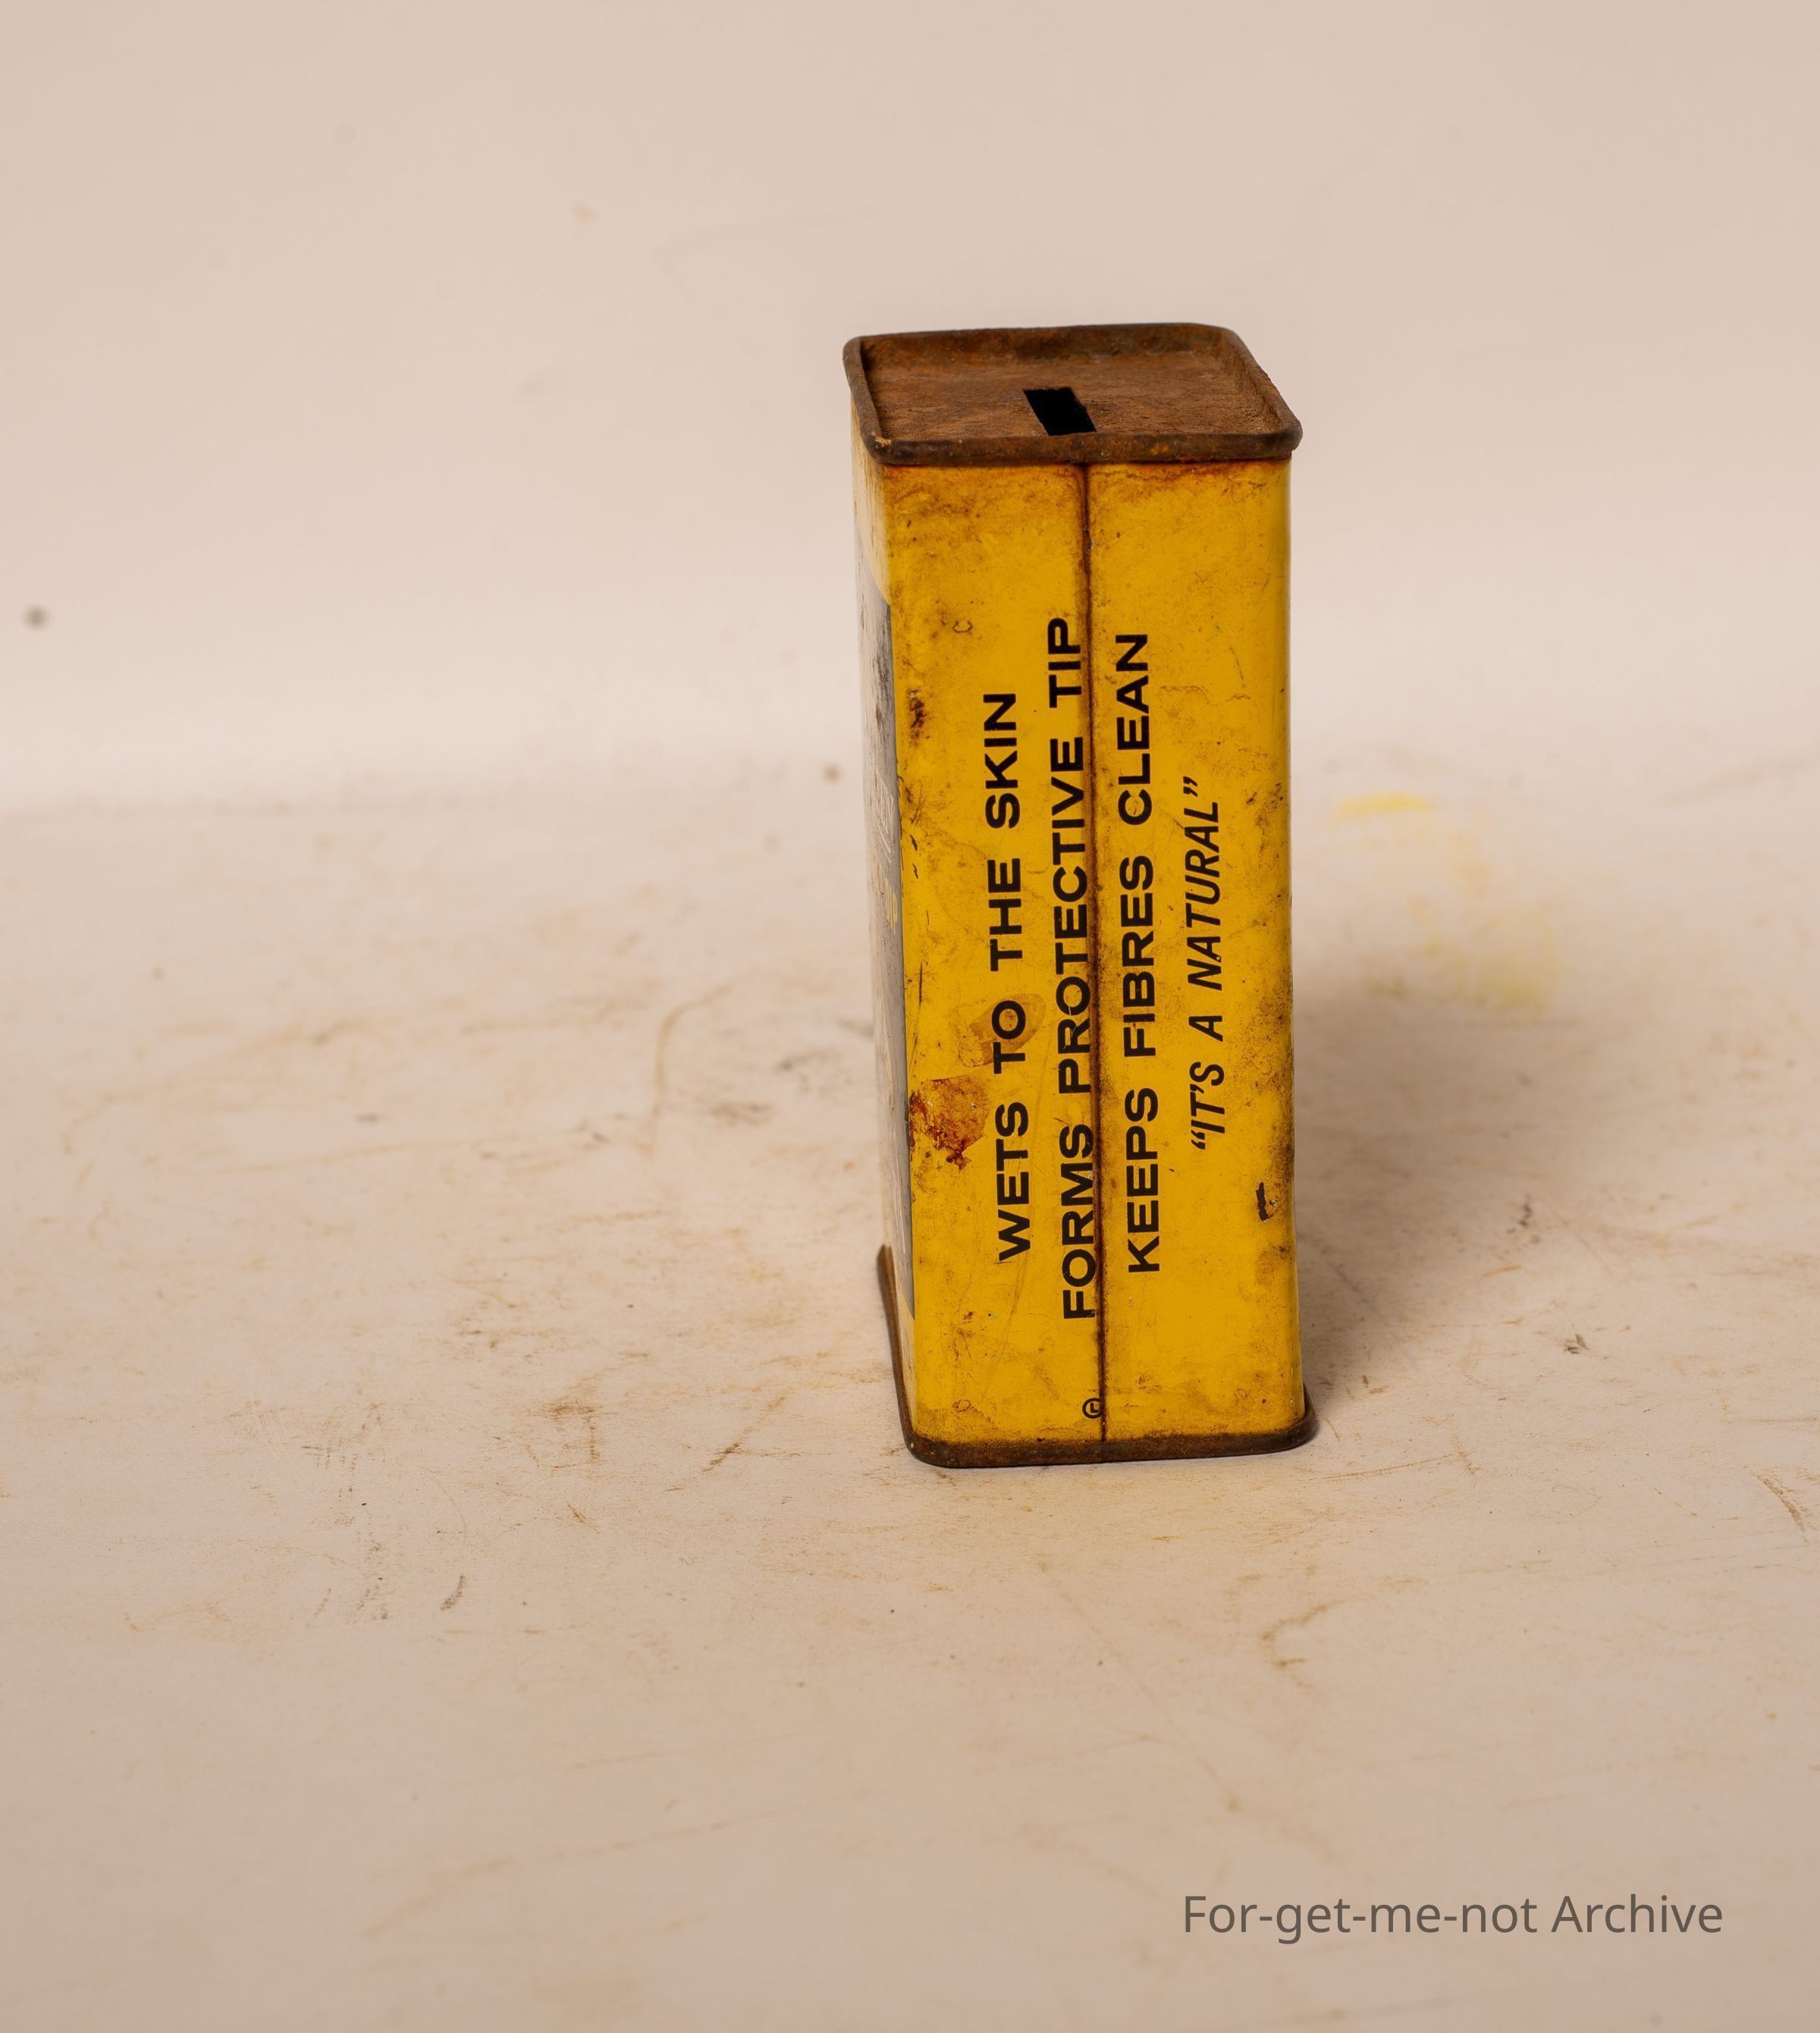 WETS TO THE SKIN
FORMS PROTECTIVE TIP
KEEPS FIBRES CLEAN
“IT’S A NATURAL”
Ⓛ
For-get-me-not Archive